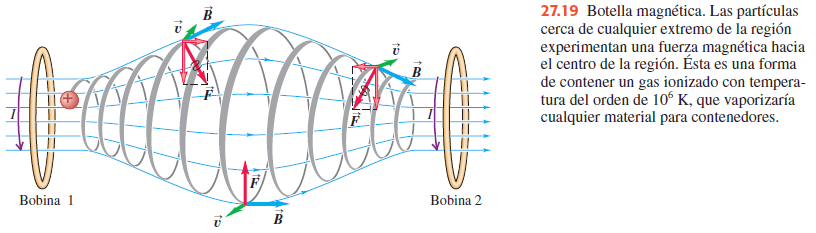 27.19 Botella magnética. Las partículas
cerca de cualquier extremo de la región
experimentan una fuerza magnética hacia
el centro de la región. Ésta es una forma
de contener un gas ionizado con tempera-
tura del orden de 10⁶ K, que vaporizaría
cualquier material para contenedores.
B⃗
υ⃗
F⃗
υ⃗
B⃗
F⃗
+
I
I
F⃗
Bobina 1
Bobina 2
υ⃗
B⃗